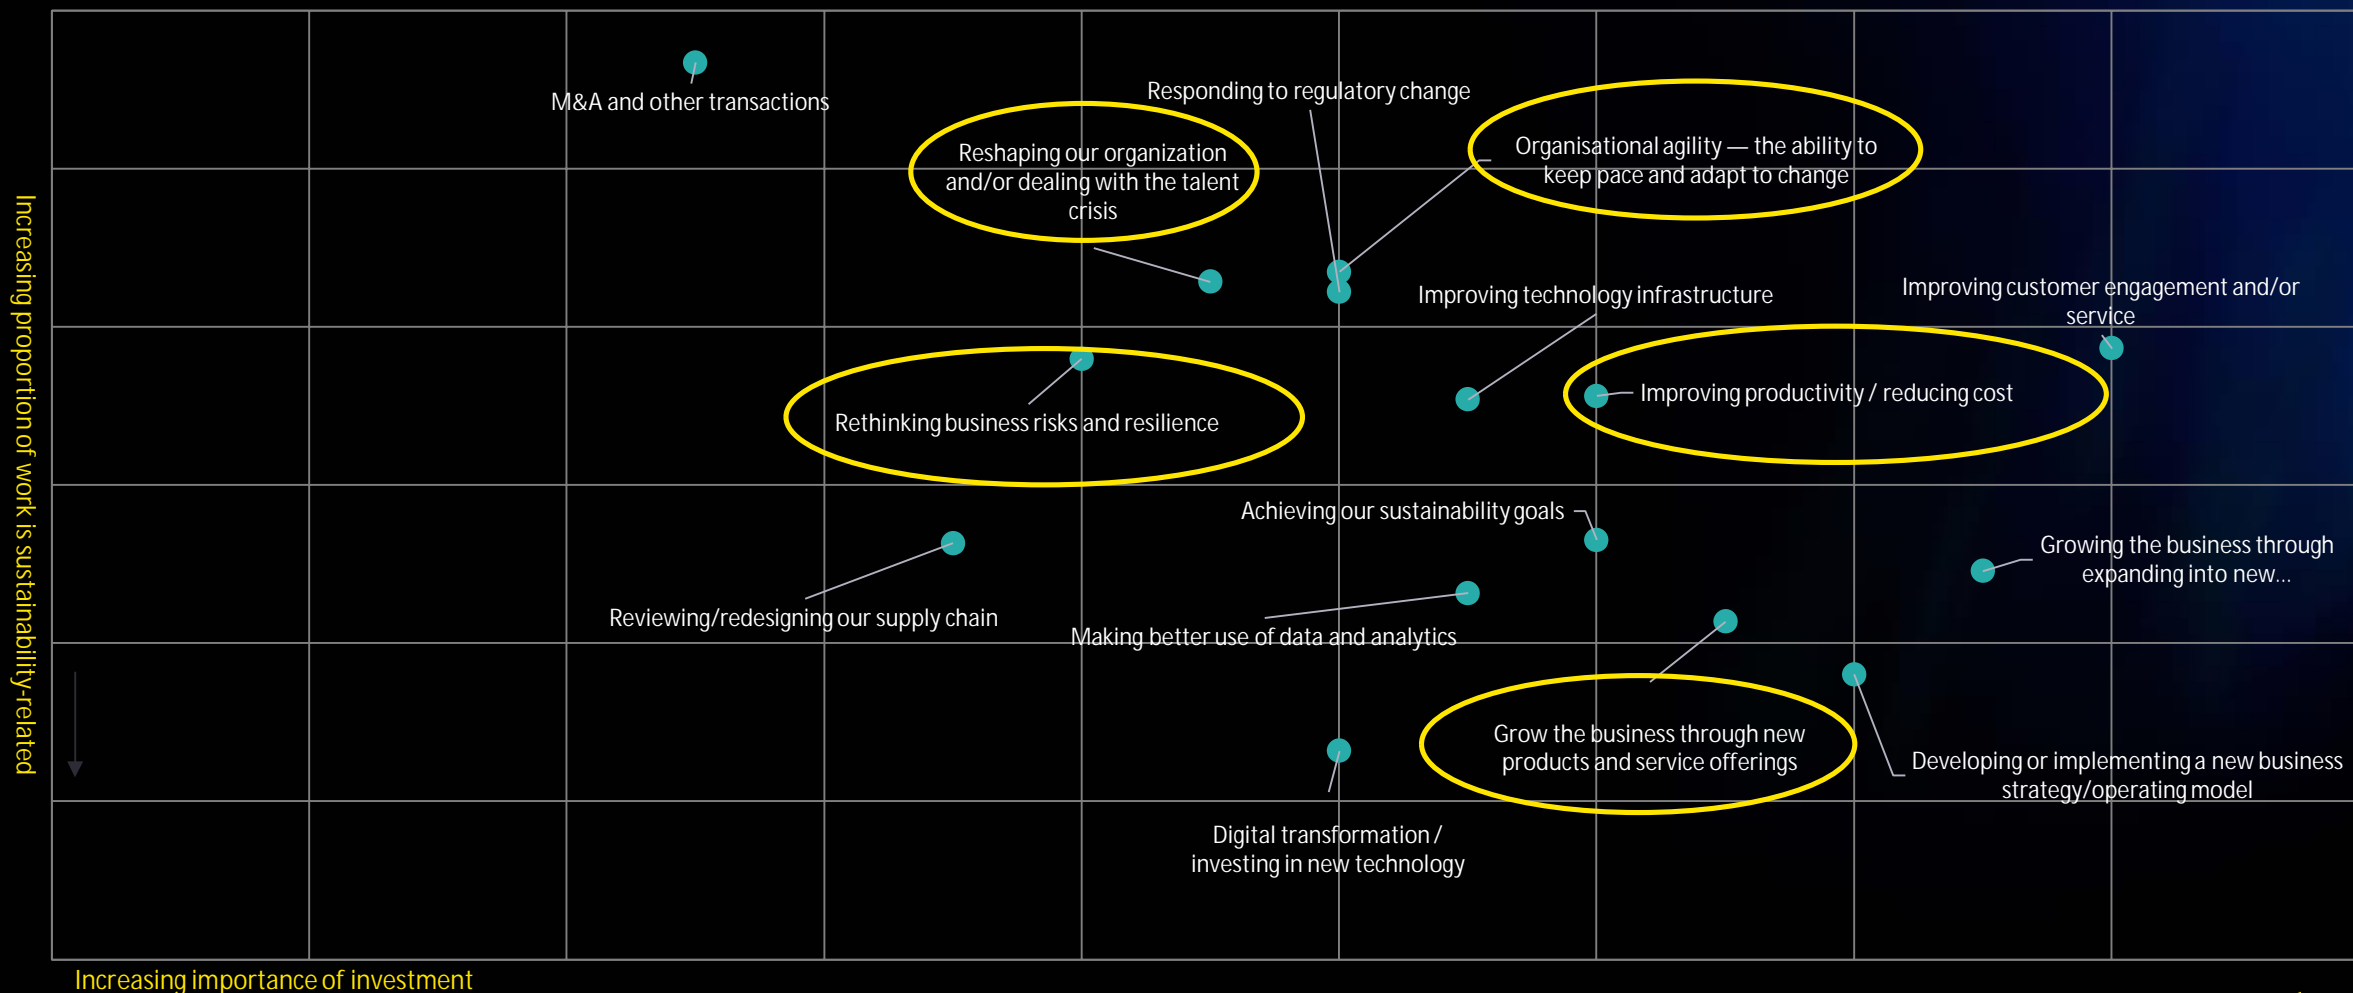 M&A and other transactions
Responding to regulatory change
Reshaping our organization
and/or dealing with the talent
crisis
Organisational agility — the ability to
keep pace and adapt to change
Improving technology infrastructure
Improving customer engagement and/or
service
Rethinking business risks and resilience
Improving productivity / reducing cost
Achieving our sustainability goals
Growing the business through
expanding into new...
Reviewing/redesigning our supply chain
Making better use of data and analytics
Grow the business through new
products and service offerings
Developing or implementing a new business
strategy/operating model
Digital transformation /
investing in new technology
Increasing proportion of work is sustainability-related
Increasing importance of investment